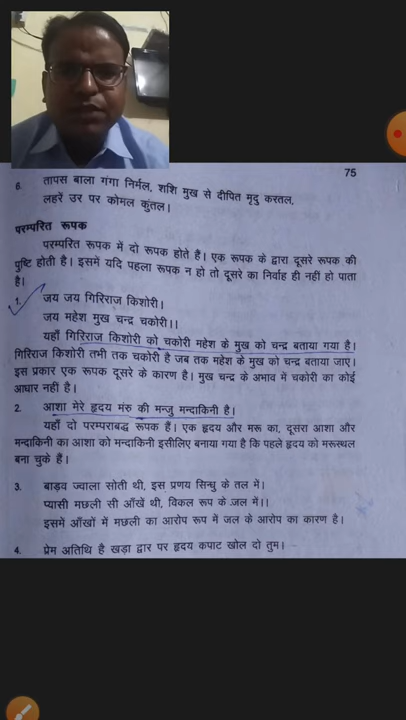 75
6. तापस बाला गंगा निर्मल, शशि मुख से दीपित मृदु करतल,
लहरें उर पर कोमल कुंतल।
परम्परित रूपक
परम्परित रूपक में दो रूपक होते हैं। एक रूपक के द्वारा दूसरे रूपक की
पुष्टि होती है। इसमें यदि पहला रूपक न हो तो दूसरे का निर्वाह ही नहीं हो पाता
है।
1. जय जय गिरिराज किशोरी।
जय महेश मुख चन्द्र चकोरी।।
यहाँ गिरिराज किशोरी को चकोरी महेश के मुख को चन्द्र बताया गया है।
गिरिराज किशोरी तभी तक चकोरी है जब तक महेश के मुख को चन्द्र बताया जाए।
इस प्रकार एक रूपक दूसरे के कारण है। मुख चन्द्र के अभाव में चकोरी का कोई
आधार नहीं है।
2. आशा मेरे हृदय मंरु की मन्जु मन्दाकिनी है।
यहाँ दो परम्पराबद्ध रूपक हैं। एक हृदय और मरू का, दूसरा आशा और
मन्दाकिनी का आशा को मन्दाकिनी इसीलिए बनाया गया है कि पहले हृदय को मरूस्थल
बना चुके हैं।
3. बाड़व ज्वाला सोती थी, इस प्रणय सिन्धु के तल में।
प्यासी मछली सी आँखें थी, विकल रूप के जल में।।
इसमें आँखों में मछली का आरोप रूप में जल के आरोप का कारण है।
4. प्रेम अतिथि है खड़ा द्वार पर हृदय कपाट खोल दो तुम।